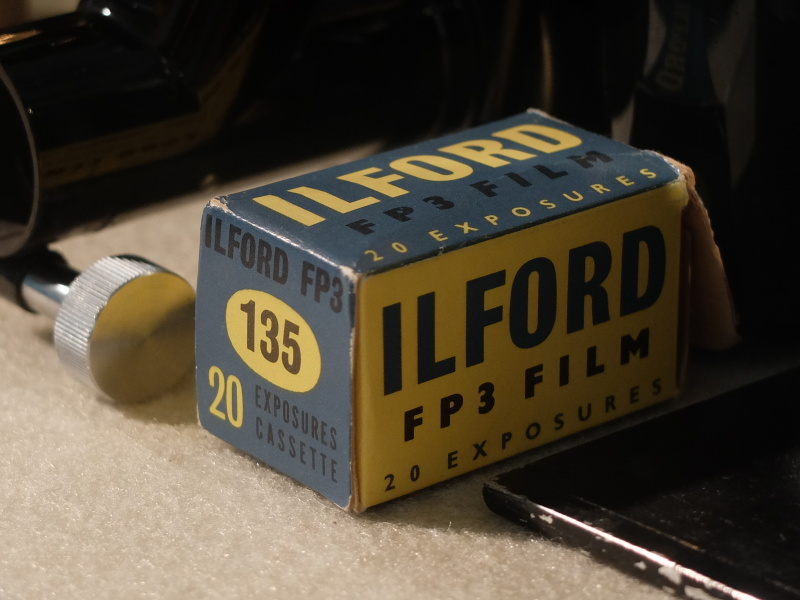 ILFORD
FP3 FILM
20 EXPOSURES
ILFORD FP3
135
20 EXPOSURES
CASSETTE
ILFORD
FP3 FILM
20 EXPOSURES